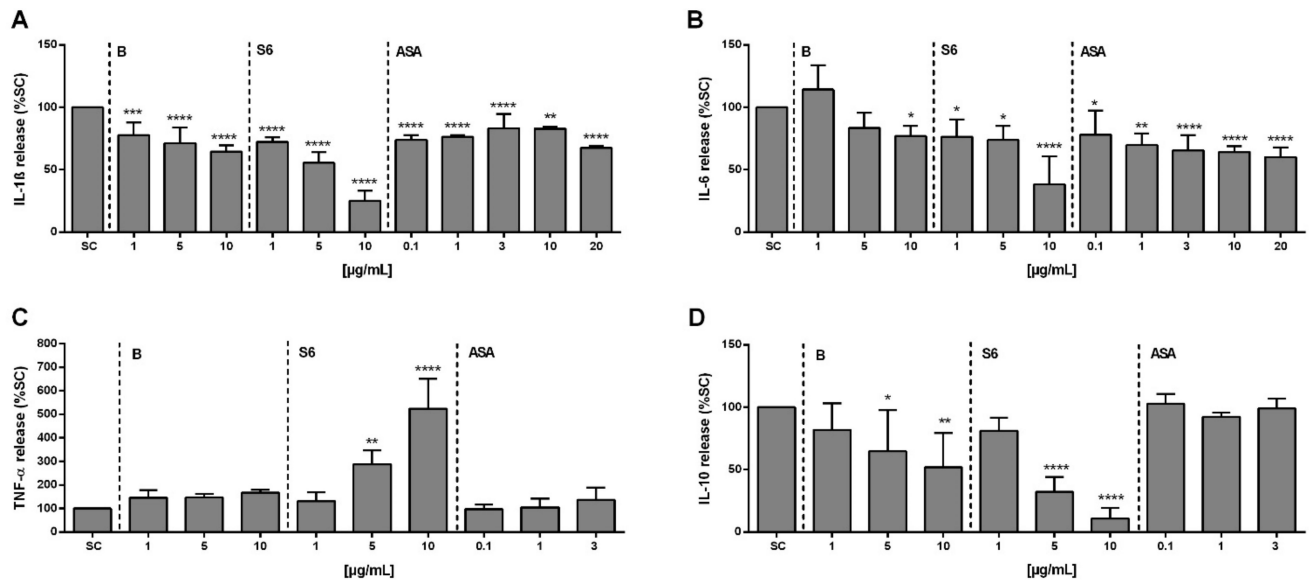 A
B S6 ASA
150
100
50
0
IL-1ß release (%SC)
*** **** **** **** **** **** **** **** **** ** ****
SC 1 5 10 1 5 10 0.1 1 3 10 20
[µg/mL]
B
B S6 ASA
150
100
50
0
IL-6 release (%SC)
* * * **** * ** **** **** ****
SC 1 5 10 1 5 10 0.1 1 3 10 20
[µg/mL]
C
B S6 ASA
800
700
600
500
400
300
200
100
0
TNF-α release (%SC)
** ****
SC 1 5 10 1 5 10 0.1 1 3
[µg/mL]
D
B S6 ASA
150
100
50
0
IL-10 release (%SC)
* ** **** ****
SC 1 5 10 1 5 10 0.1 1 3
[µg/mL]